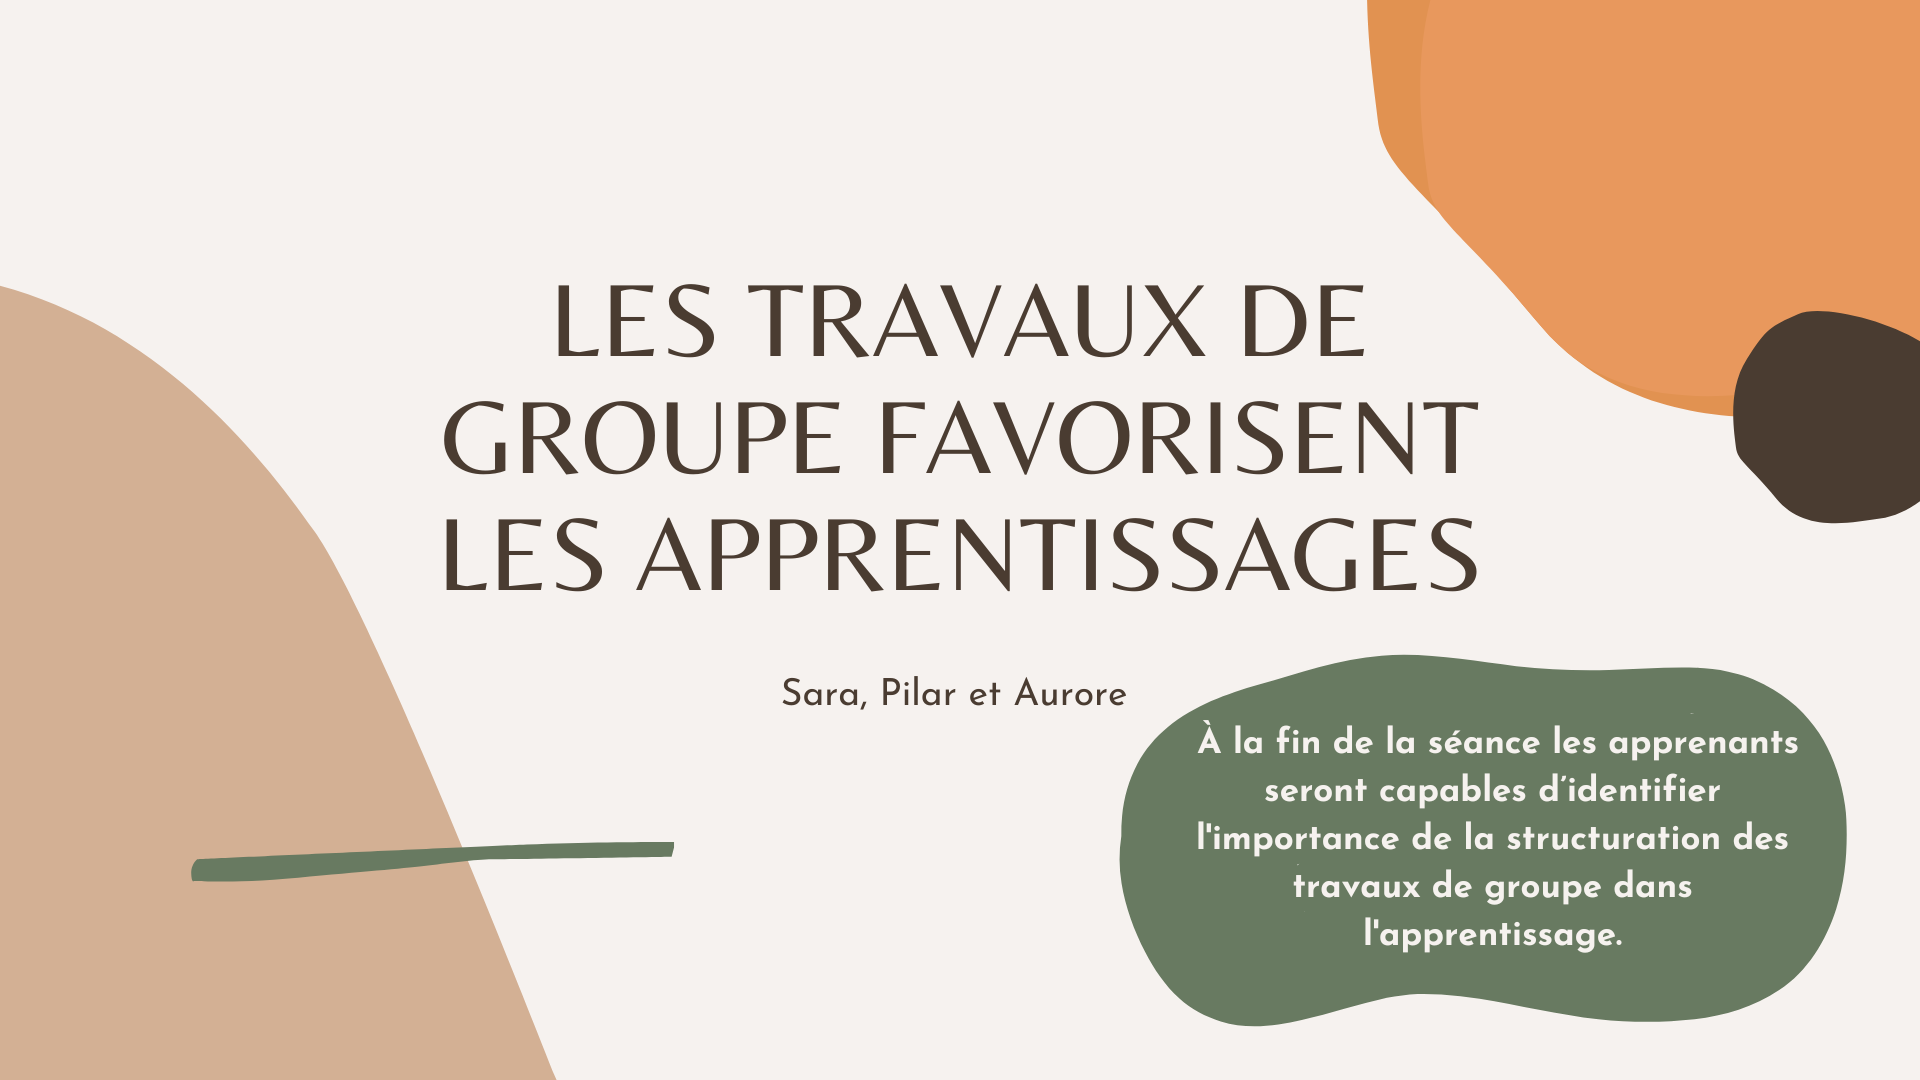 LES TRAVAUX DE
GROUPE FAVORISENT
LES APPRENTISSAGES
Sara, Pilar et Aurore
À la fin de la séance les apprenants
seront capables d’identifier
l'importance de la structuration des
travaux de groupe dans
l'apprentissage.